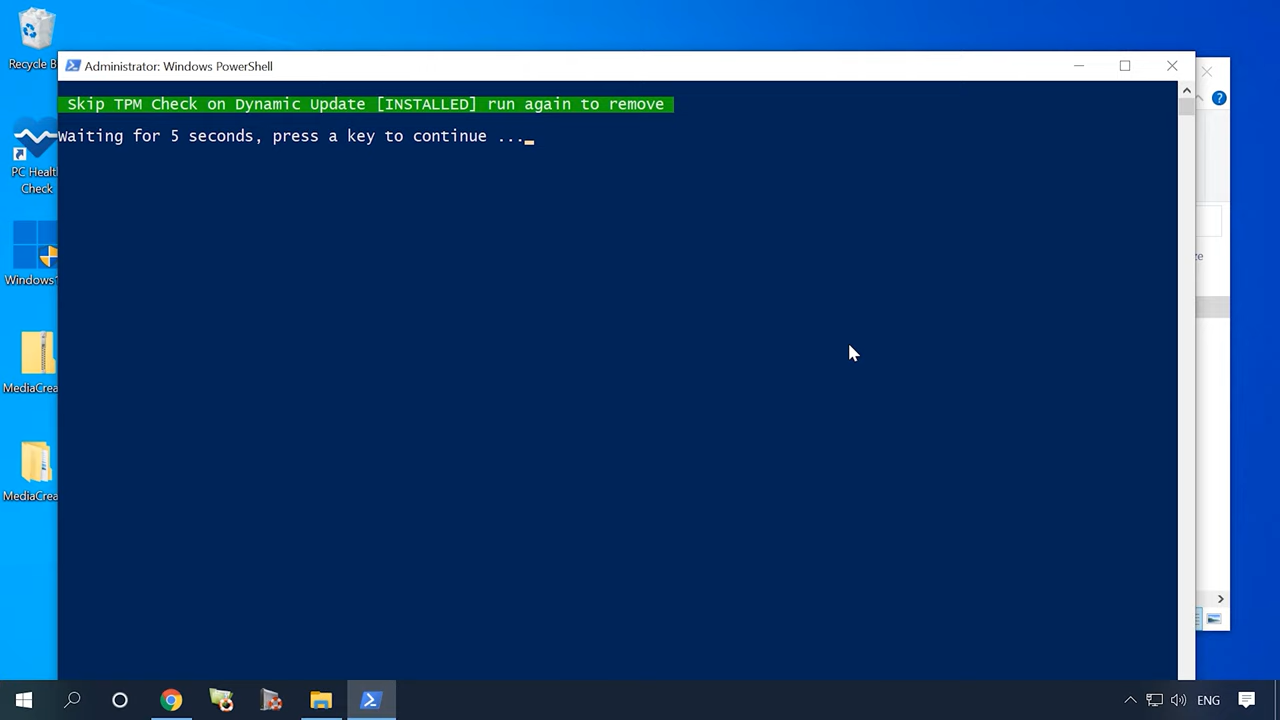 Recycle B
Administrator: Windows PowerShell
Skip TPM Check on Dynamic Update [INSTALLED] run again to remove
Waiting for 5 seconds, press a key to continue ...
PC Healt
Check
Windows
MediaCrea
MediaCrea
ENG